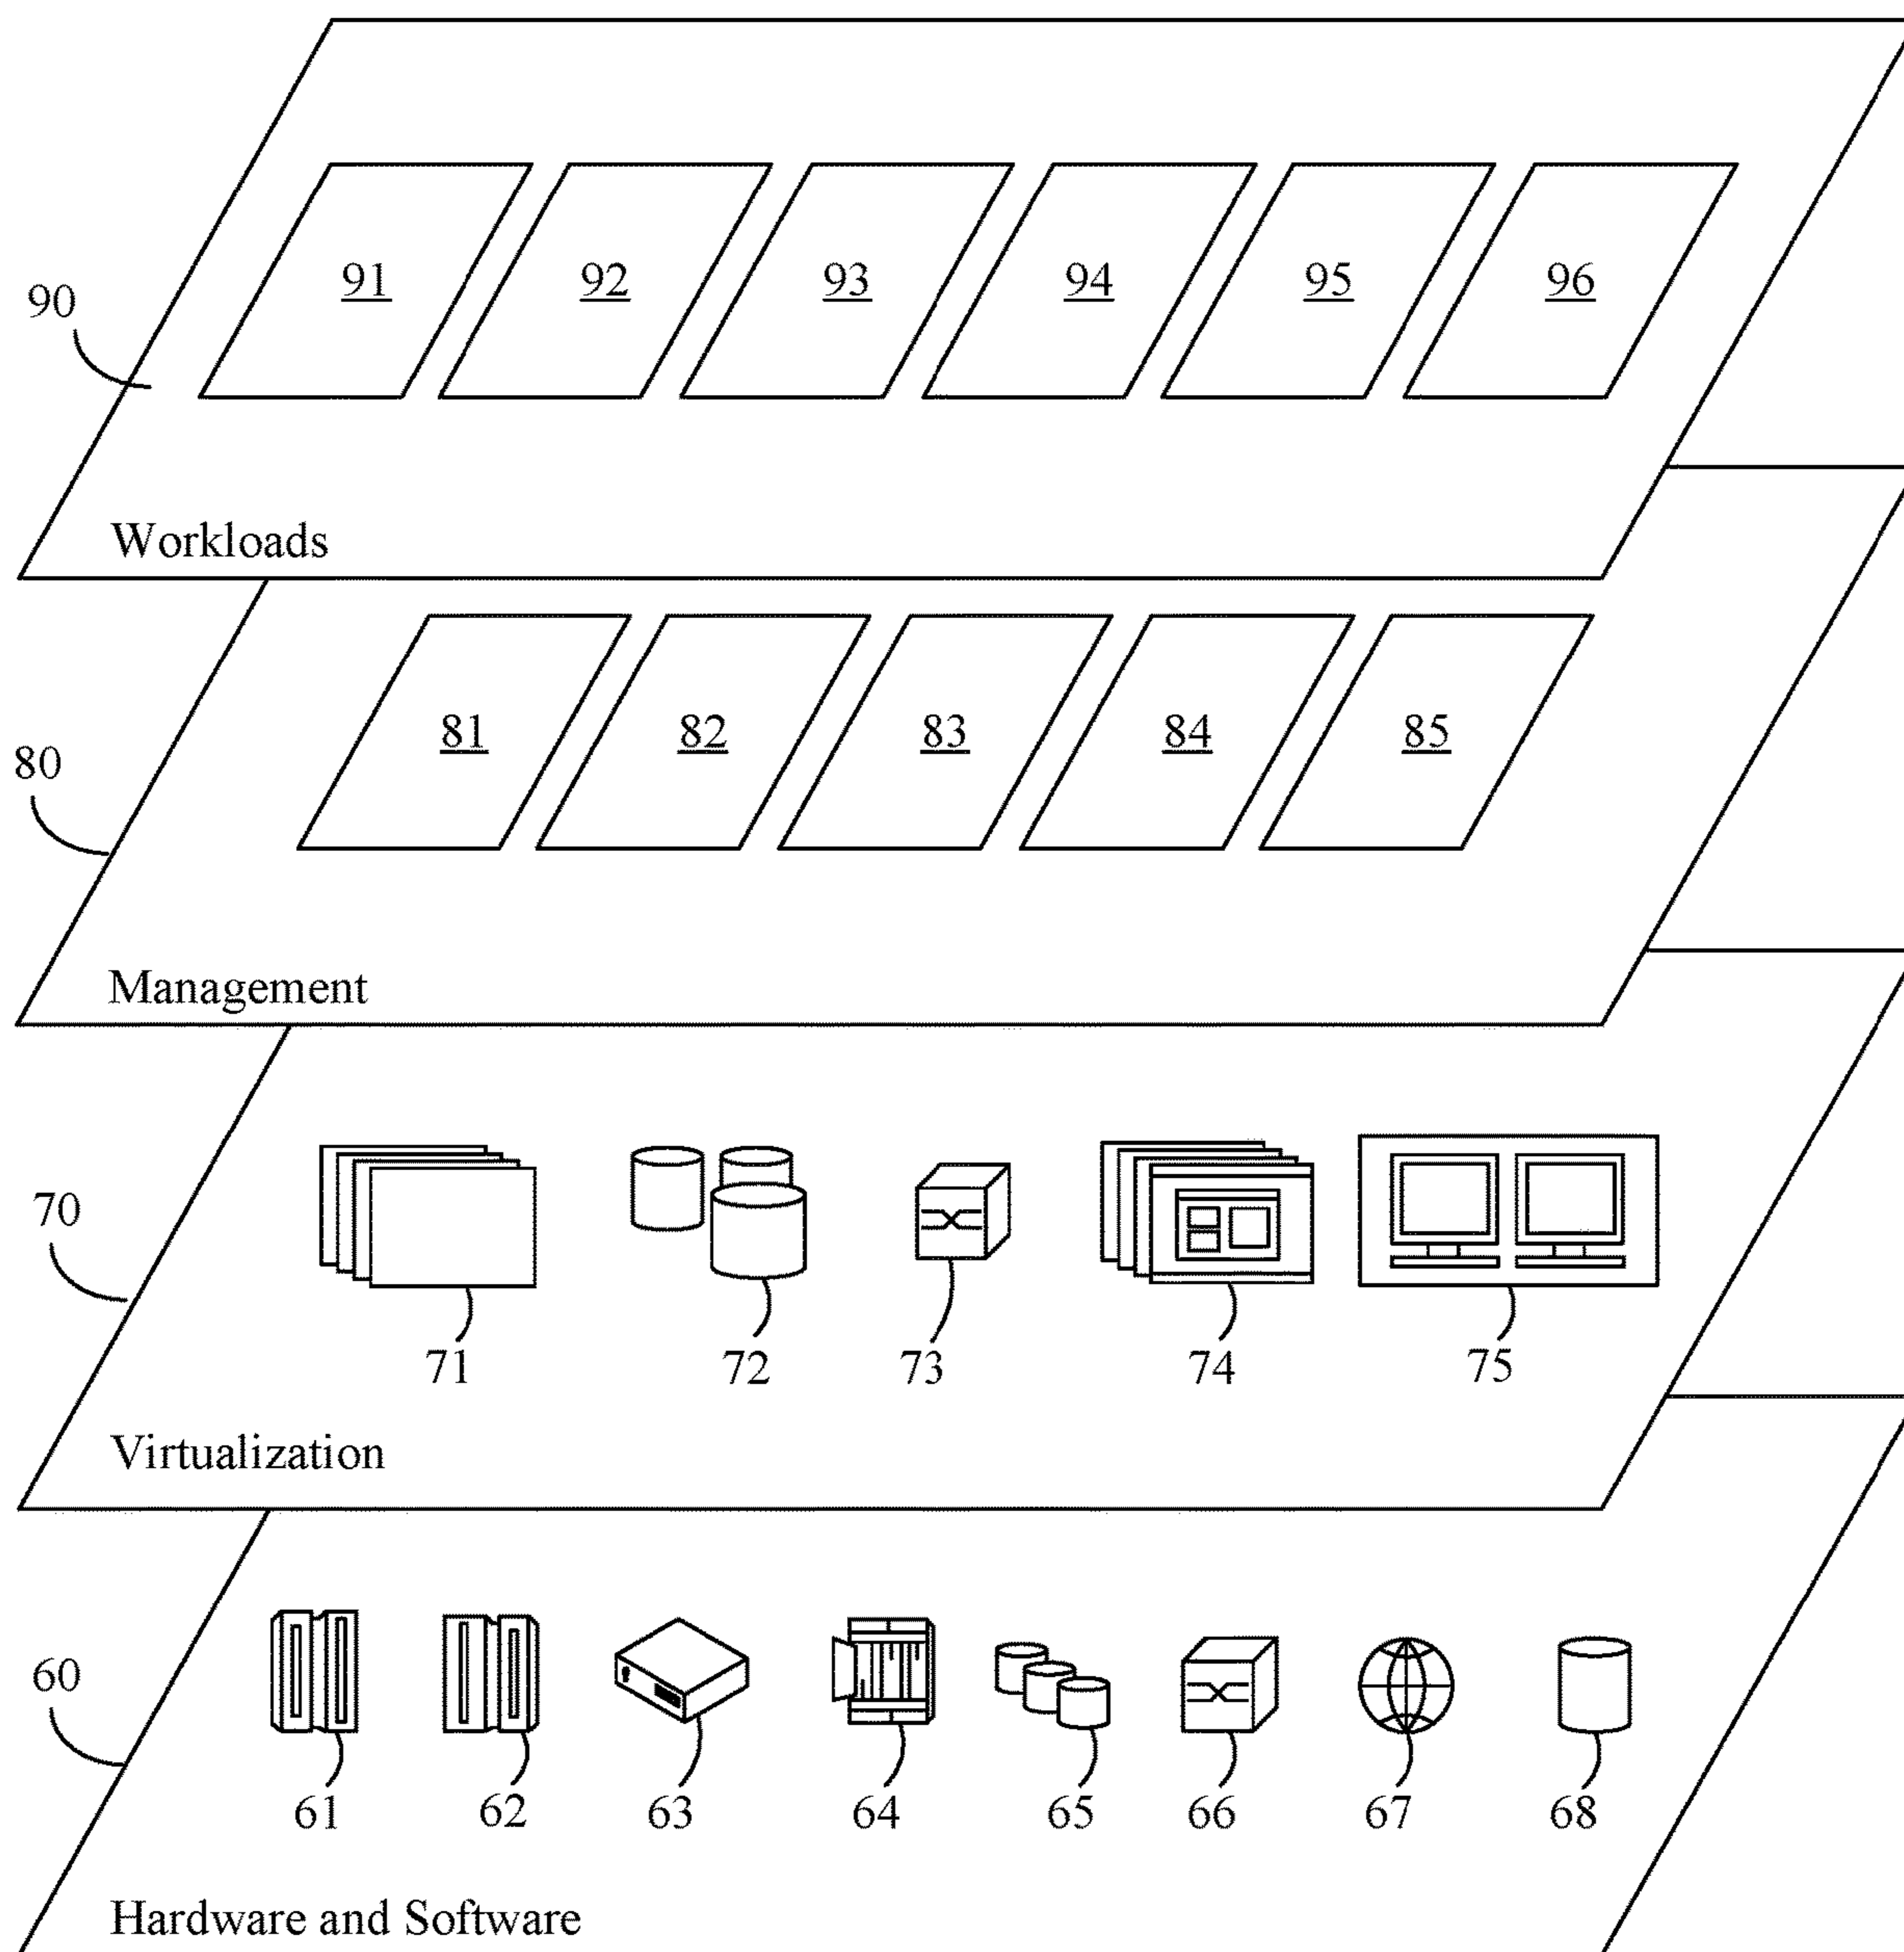 91 92 93 94 95 96
90
Workloads
81 82 83 84 85
80
Management
70
71 72 73 74 75
Virtualization
60
61 62 63 64 65 66 67 68
Hardware and Software